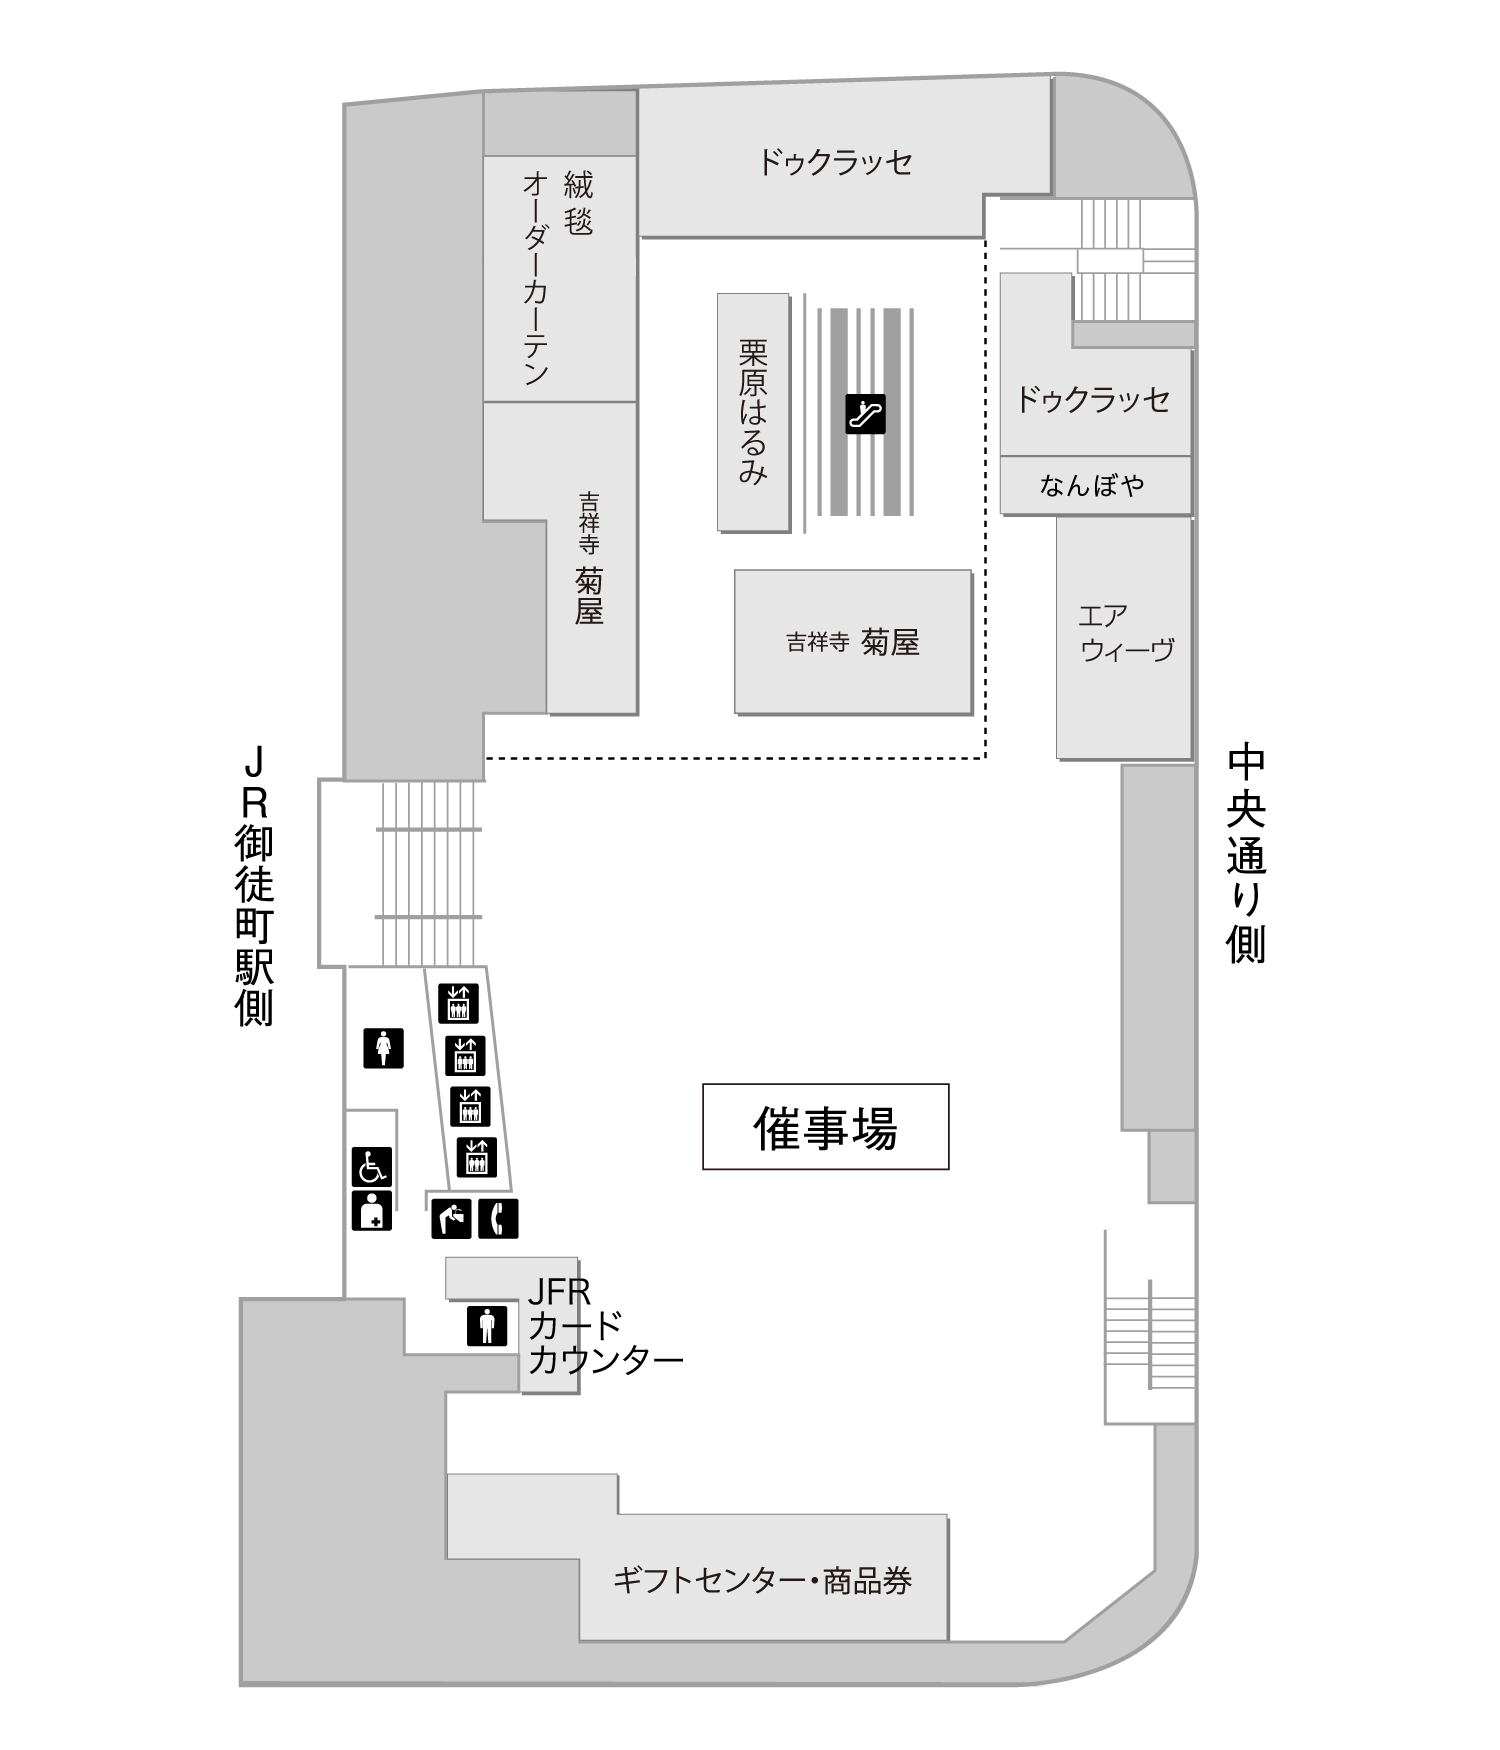 ドゥクラッセ
絨毯
オーダーカーテン
栗原はるみ
ドゥクラッセ
なんぼや
吉祥寺 菊屋
吉祥寺 菊屋
エア
ウィーヴ
JR御徒町駅側
中央通り側
催事場
JFR
カード
カウンター
ギフトセンター・商品券